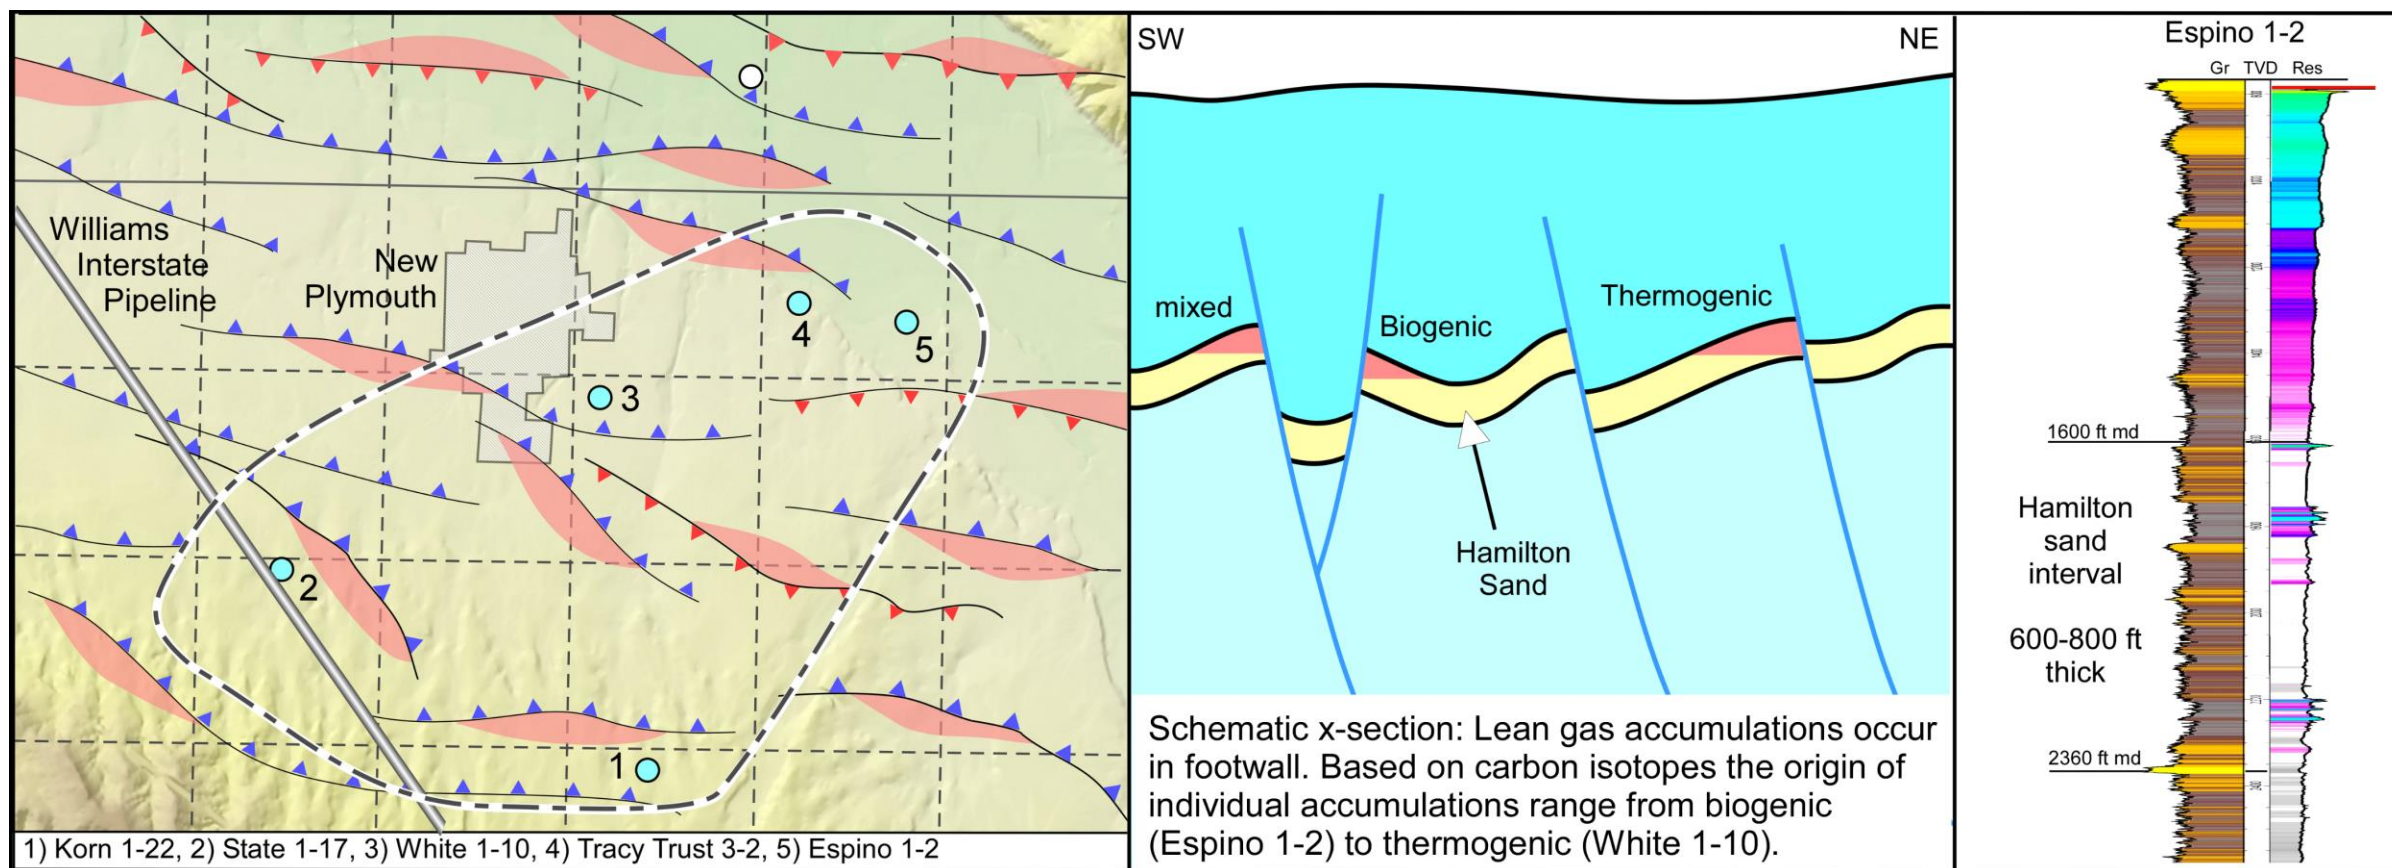 Williams
Interstate
Pipeline
New
Plymouth
4
5
3
2
1
1) Korn 1-22, 2) State 1-17, 3) White 1-10, 4) Tracy Trust 3-2, 5) Espino 1-2
SW
NE
mixed
Biogenic
Thermogenic
Hamilton
Sand
Schematic x-section: Lean gas accumulations occur
in footwall. Based on carbon isotopes the origin of
individual accumulations range from biogenic
(Espino 1-2) to thermogenic (White 1-10).
Espino 1-2
Gr TVD Res
1600 ft md
Hamilton
sand
interval
600-800 ft
thick
2360 ft md